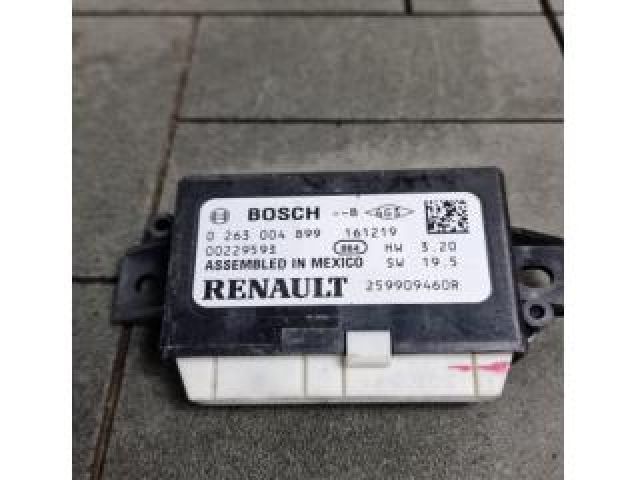 BOSCH
0 263 004 899 161219
00229593 HW 3.20
ASSEMBLED IN MEXICO SW 19.5
RENAULT 259909460R